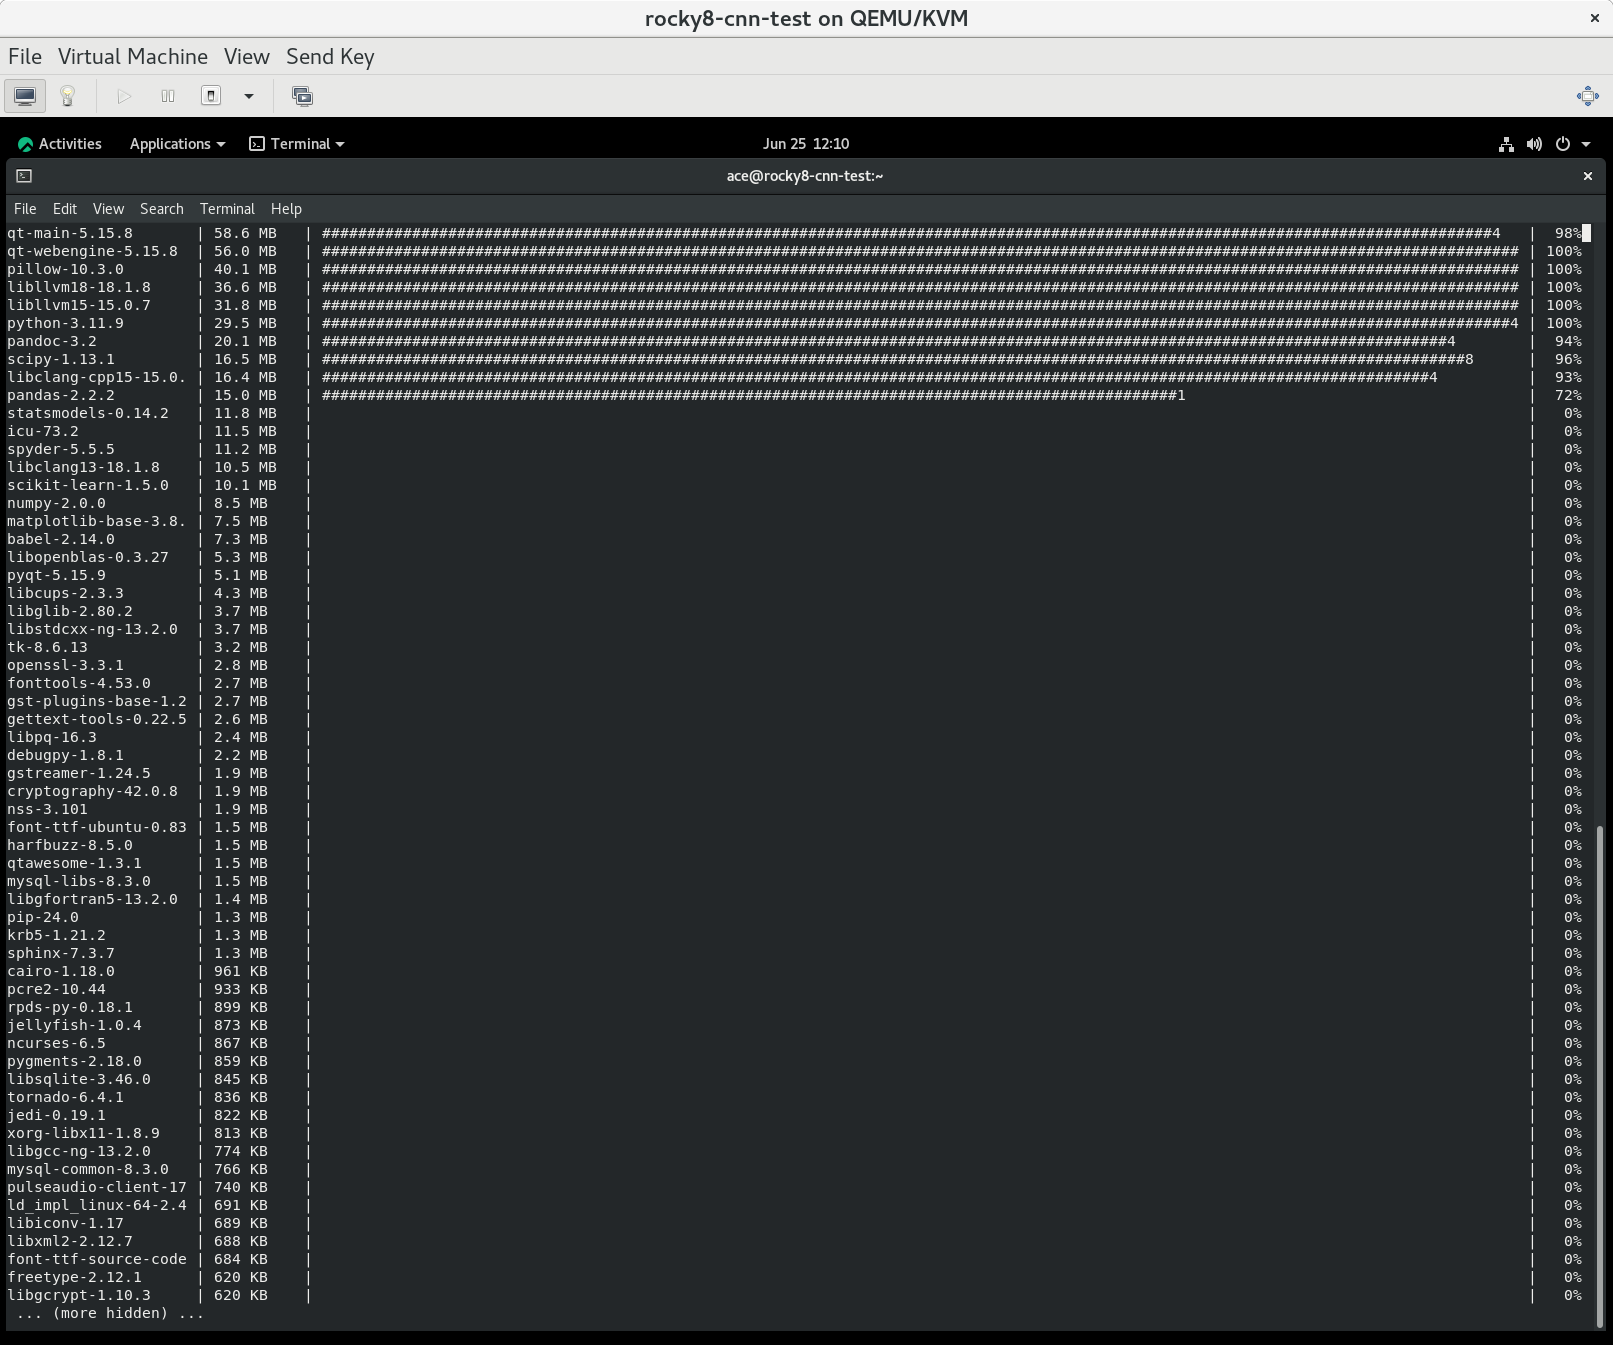 rocky8-cnn-test on QEMU/KVM
File Virtual Machine View Send Key
Activities Applications Terminal Jun 25 12:10
ace@rocky8-cnn-test:~
File Edit View Search Terminal Help
qt-main-5.15.8 | 58.6 MB | ##################################################################################################################################4 | 98%
qt-webengine-5.15.8 | 56.0 MB | ##################################################################################################################################### | 100%
pillow-10.3.0 | 40.1 MB | ##################################################################################################################################### | 100%
libllvm18-18.1.8 | 36.6 MB | ##################################################################################################################################### | 100%
libllvm15-15.0.7 | 31.8 MB | ##################################################################################################################################### | 100%
python-3.11.9 | 29.5 MB | ####################################################################################################################################4 | 100%
pandoc-3.2 | 20.1 MB | #############################################################################################################################4 | 94%
scipy-1.13.1 | 16.5 MB | ###############################################################################################################################8 | 96%
libclang-cpp15-15.0. | 16.4 MB | ###########################################################################################################################4 | 93%
pandas-2.2.2 | 15.0 MB | ###############################################################################################1 | 72%
statsmodels-0.14.2 | 11.8 MB | | 0%
icu-73.2 | 11.5 MB | | 0%
spyder-5.5.5 | 11.2 MB | | 0%
libclang13-18.1.8 | 10.5 MB | | 0%
scikit-learn-1.5.0 | 10.1 MB | | 0%
numpy-2.0.0 | 8.5 MB | | 0%
matplotlib-base-3.8. | 7.5 MB | | 0%
babel-2.14.0 | 7.3 MB | | 0%
libopenblas-0.3.27 | 5.3 MB | | 0%
pyqt-5.15.9 | 5.1 MB | | 0%
libcups-2.3.3 | 4.3 MB | | 0%
libglib-2.80.2 | 3.7 MB | | 0%
libstdcxx-ng-13.2.0 | 3.7 MB | | 0%
tk-8.6.13 | 3.2 MB | | 0%
openssl-3.3.1 | 2.8 MB | | 0%
fonttools-4.53.0 | 2.7 MB | | 0%
gst-plugins-base-1.2 | 2.7 MB | | 0%
gettext-tools-0.22.5 | 2.6 MB | | 0%
libpq-16.3 | 2.4 MB | | 0%
debugpy-1.8.1 | 2.2 MB | | 0%
gstreamer-1.24.5 | 1.9 MB | | 0%
cryptography-42.0.8 | 1.9 MB | | 0%
nss-3.101 | 1.9 MB | | 0%
font-ttf-ubuntu-0.83 | 1.5 MB | | 0%
harfbuzz-8.5.0 | 1.5 MB | | 0%
qtawesome-1.3.1 | 1.5 MB | | 0%
mysql-libs-8.3.0 | 1.5 MB | | 0%
libgfortran5-13.2.0 | 1.4 MB | | 0%
pip-24.0 | 1.3 MB | | 0%
krb5-1.21.2 | 1.3 MB | | 0%
sphinx-7.3.7 | 1.3 MB | | 0%
cairo-1.18.0 | 961 KB | | 0%
pcre2-10.44 | 933 KB | | 0%
rpds-py-0.18.1 | 899 KB | | 0%
jellyfish-1.0.4 | 873 KB | | 0%
ncurses-6.5 | 867 KB | | 0%
pygments-2.18.0 | 859 KB | | 0%
libsqlite-3.46.0 | 845 KB | | 0%
tornado-6.4.1 | 836 KB | | 0%
jedi-0.19.1 | 822 KB | | 0%
xorg-libx11-1.8.9 | 813 KB | | 0%
libgcc-ng-13.2.0 | 774 KB | | 0%
mysql-common-8.3.0 | 766 KB | | 0%
pulseaudio-client-17 | 740 KB | | 0%
ld_impl_linux-64-2.4 | 691 KB | | 0%
libiconv-1.17 | 689 KB | | 0%
libxml2-2.12.7 | 688 KB | | 0%
font-ttf-source-code | 684 KB | | 0%
freetype-2.12.1 | 620 KB | | 0%
libgcrypt-1.10.3 | 620 KB | | 0%
... (more hidden) ...